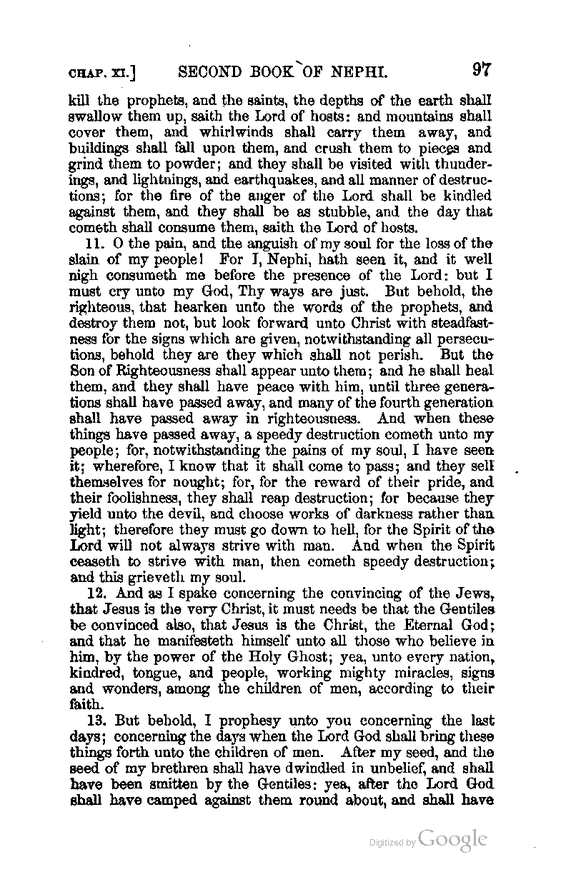 CHAP. XI.] SECOND BOOK OF NEPHI. 97
kill the prophets, and the saints, the depths of the earth shall
swallow them up, saith the Lord of hosts: and mountains shall
cover them, and whirlwinds shall carry them away, and
buildings shall fall upon them, and crush them to pieces and
grind them to powder; and they shall be visited with thunder-
ings, and lightnings, and earthquakes, and all manner of destruc-
tions; for the fire of the anger of the Lord shall be kindled
against them, and they shall be as stubble, and the day that
cometh shall consume them, saith the Lord of hosts.
11. O the pain, and the anguish of my soul for the loss of the
slain of my people! For I, Nephi, hath seen it, and it well
nigh consumeth me before the presence of the Lord: but I
must cry unto my God, Thy ways are just. But behold, the
righteous, that hearken unto the words of the prophets, and
destroy them not, but look forward unto Christ with steadfast-
ness for the signs which are given, notwithstanding all persecu-
tions, behold they are they which shall not perish. But the
Son of Righteousness shall appear unto them; and he shall heal
them, and they shall have peace with him, until three genera-
tions shall have passed away, and many of the fourth generation
shall have passed away in righteousness. And when these
things have passed away, a speedy destruction cometh unto my
people; for, notwithstanding the pains of my soul, I have seen
it; wherefore, I know that it shall come to pass; and they sell
themselves for nought; for, for the reward of their pride, and
their foolishness, they shall reap destruction; for because they
yield unto the devil, and choose works of darkness rather than
light; therefore they must go down to hell, for the Spirit of the
Lord will not always strive with man. And when the Spirit
ceaseth to strive with man, then cometh speedy destruction;
and this grieveth my soul.
12. And as I spake concerning the convincing of the Jews,
that Jesus is the very Christ, it must needs be that the Gentiles
be convinced also, that Jesus is the Christ, the Eternal God;
and that he manifesteth himself unto all those who believe in
him, by the power of the Holy Ghost; yea, unto every nation,
kindred, tongue, and people, working mighty miracles, signs
and wonders, among the children of men, according to their
faith.
13. But behold, I prophesy unto you concerning the last
days; concerning the days when the Lord God shall bring these
things forth unto the children of men. After my seed, and the
seed of my brethren shall have dwindled in unbelief, and shall
have been smitten by the Gentiles: yea, after the Lord God
shall have camped against them round about, and shall have
Digitized by Google